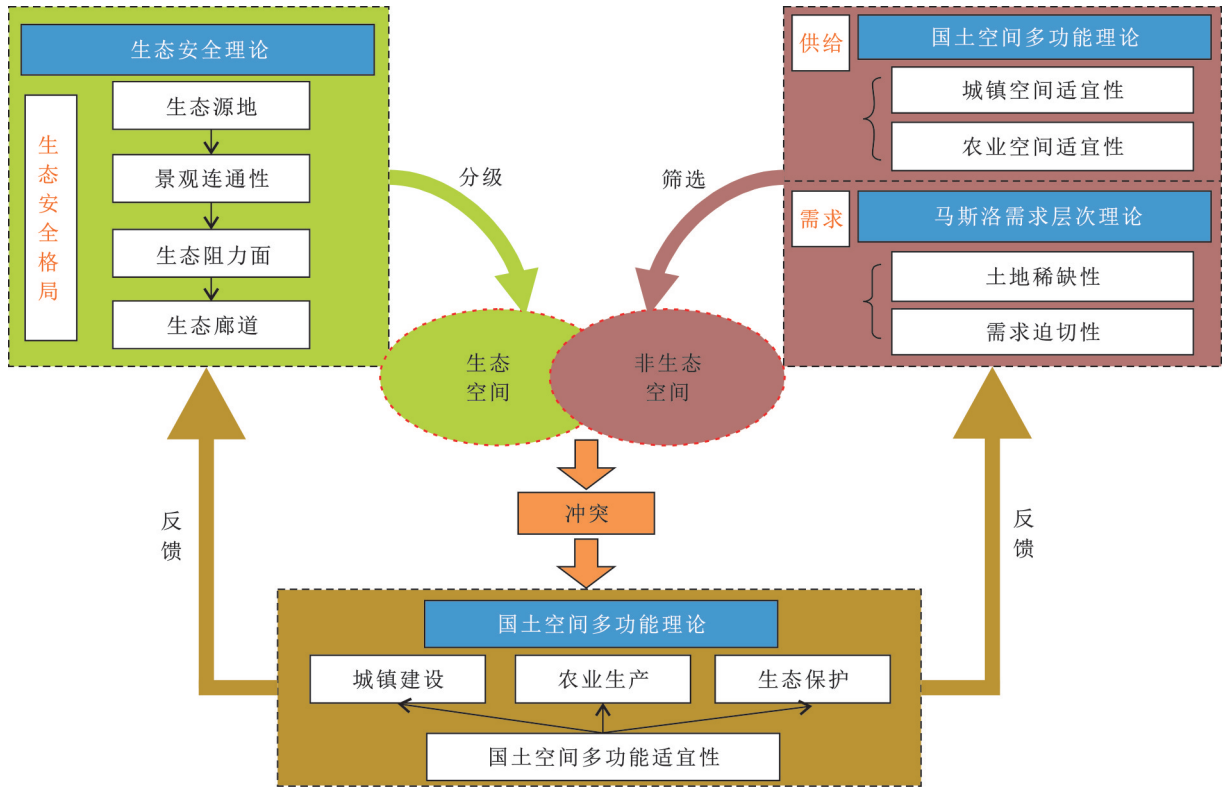 生态安全理论
生态安全格局
生态源地
景观连通性
生态阻力面
生态廊道
分级
筛选
供给
国土空间多功能理论
城镇空间适宜性
农业空间适宜性
需求
马斯洛需求层次理论
土地稀缺性
需求迫切性
生态
空间
非生态
空间
冲突
反馈
反馈
国土空间多功能理论
城镇建设
农业生产
生态保护
国土空间多功能适宜性